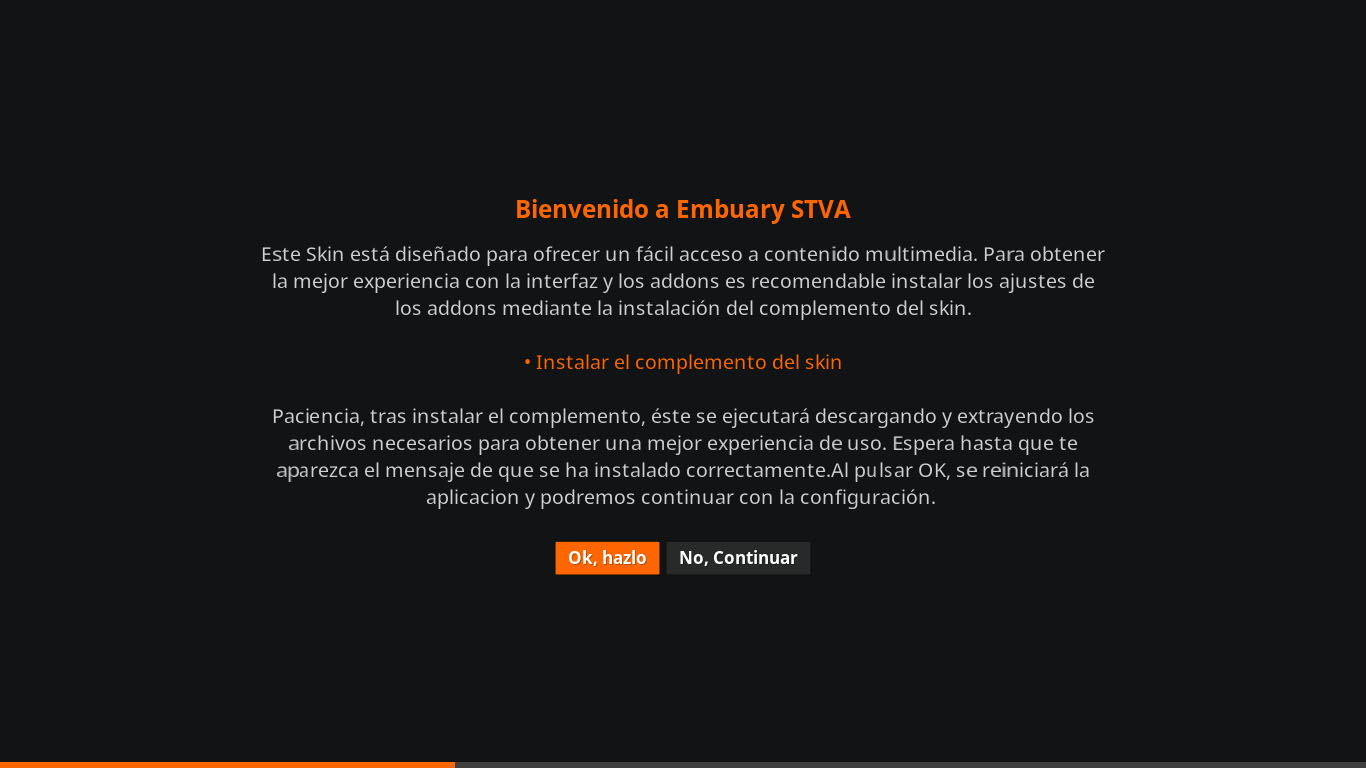 Bienvenido a Embuary STVA
Este Skin está diseñado para ofrecer un fácil acceso a contenido multimedia. Para obtener
la mejor experiencia con la interfaz y los addons es recomendable instalar los ajustes de
los addons mediante la instalación del complemento del skin.
• Instalar el complemento del skin
Paciencia, tras instalar el complemento, éste se ejecutará descargando y extrayendo los
archivos necesarios para obtener una mejor experiencia de uso. Espera hasta que te
aparezca el mensaje de que se ha instalado correctamente.Al pulsar OK, se reiniciará la
aplicacion y podremos continuar con la configuración.
Ok, hazlo No, Continuar